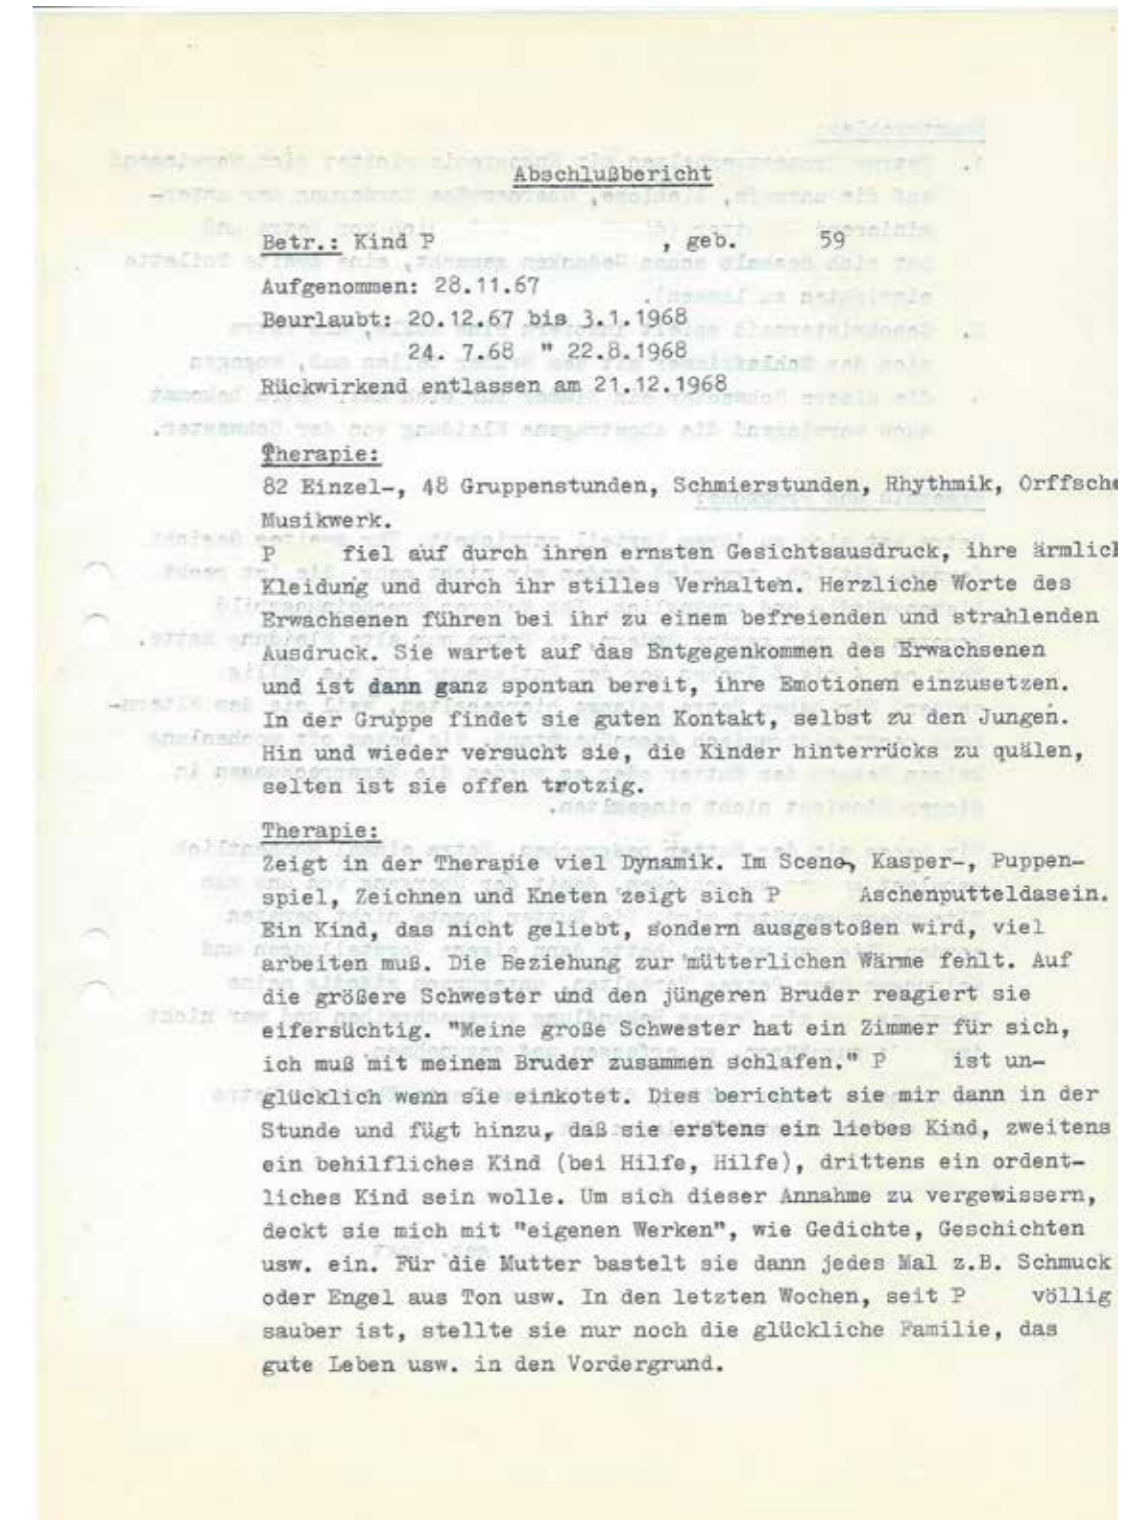 Abschlußbericht
Betr.: Kind P , geb. 59
Aufgenommen: 28.11.67
Beurlaubt: 20.12.67 bis 3.1.1968
24. 7.68 " 22.8.1968
Rückwirkend entlassen am 21.12.1968
Therapie:
82 Einzel-, 48 Gruppenstunden, Schmierstunden, Rhythmik, Orffsche
Musikwerk.
P fiel auf durch ihren ernsten Gesichtsausdruck, ihre ärmlich
Kleidung und durch ihr stilles Verhalten. Herzliche Worte des
Erwachsenen führen bei ihr zu einem befreienden und strahlenden
Ausdruck. Sie wartet auf das Entgegenkommen des Erwachsenen
und ist dann ganz spontan bereit, ihre Emotionen einzusetzen.
In der Gruppe findet sie guten Kontakt, selbst zu den Jungen.
Hin und wieder versucht sie, die Kinder hinterrücks zu quälen,
selten ist sie offen trotzig.
Therapie:
Zeigt in der Therapie viel Dynamik. Im Sceno, Kasper-, Puppen-
spiel, Zeichnen und Kneten zeigt sich P Aschenputteldasein.
Ein Kind, das nicht geliebt, sondern ausgestoßen wird, viel
arbeiten muß. Die Beziehung zur mütterlichen Wärme fehlt. Auf
die größere Schwester und den jüngeren Bruder reagiert sie
eifersüchtig. "Meine große Schwester hat ein Zimmer für sich,
ich muß mit meinem Bruder zusammen schlafen." P ist un-
glücklich wenn sie einkotet. Dies berichtet sie mir dann in der
Stunde und fügt hinzu, daß sie erstens ein liebes Kind, zweitens
ein behilfliches Kind (bei Hilfe, Hilfe), drittens ein ordent-
liches Kind sein wolle. Um sich dieser Annahme zu vergewissern,
deckt sie mich mit "eigenen Werken", wie Gedichte, Geschichten
usw. ein. Für die Mutter bastelt sie dann jedes Mal z.B. Schmuck
oder Engel aus Ton usw. In den letzten Wochen, seit P völlig
sauber ist, stellte sie nur noch die glückliche Familie, das
gute Leben usw. in den Vordergrund.